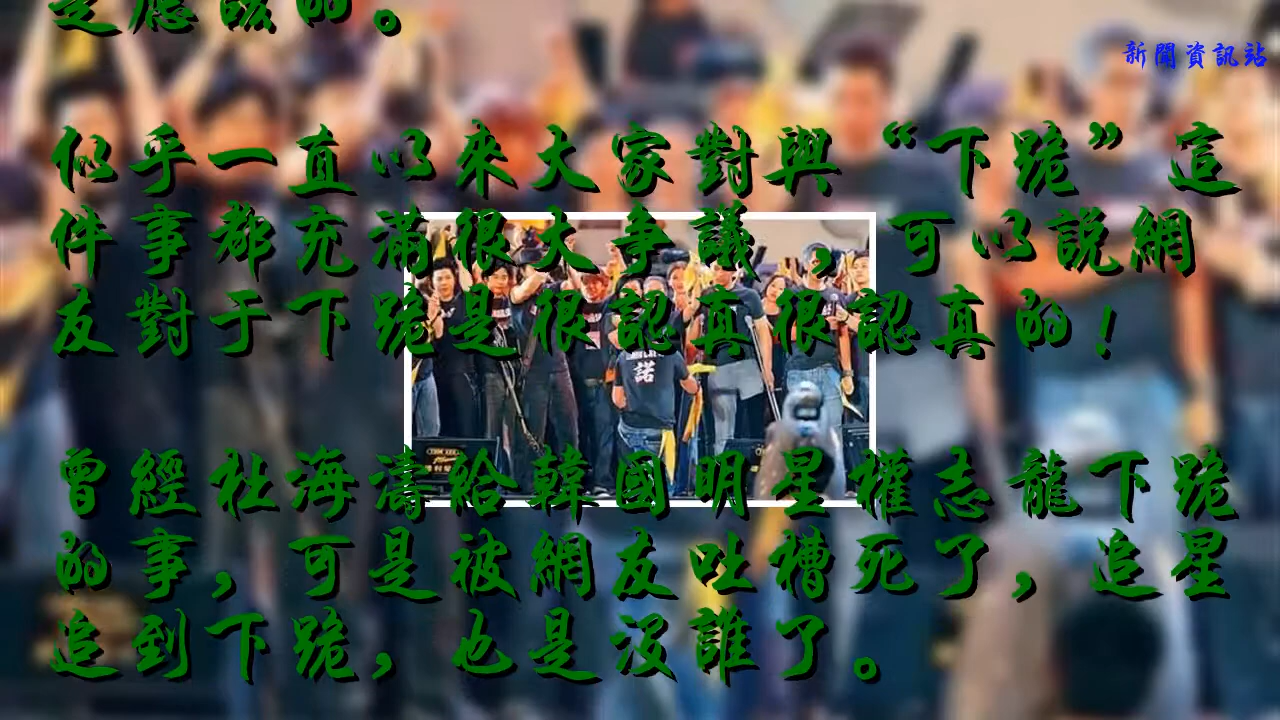 是應該的。
新聞資訊站
似乎一直以來大家對與“下跪”這
件事都充滿很大爭議，可以説網
友對于下跪是很認真很認真的！
諾
曾經杜海濤給韓國明星權志龍下跪
的事，可是被網友吐槽死了，追星
追到下跪，也是没誰了。